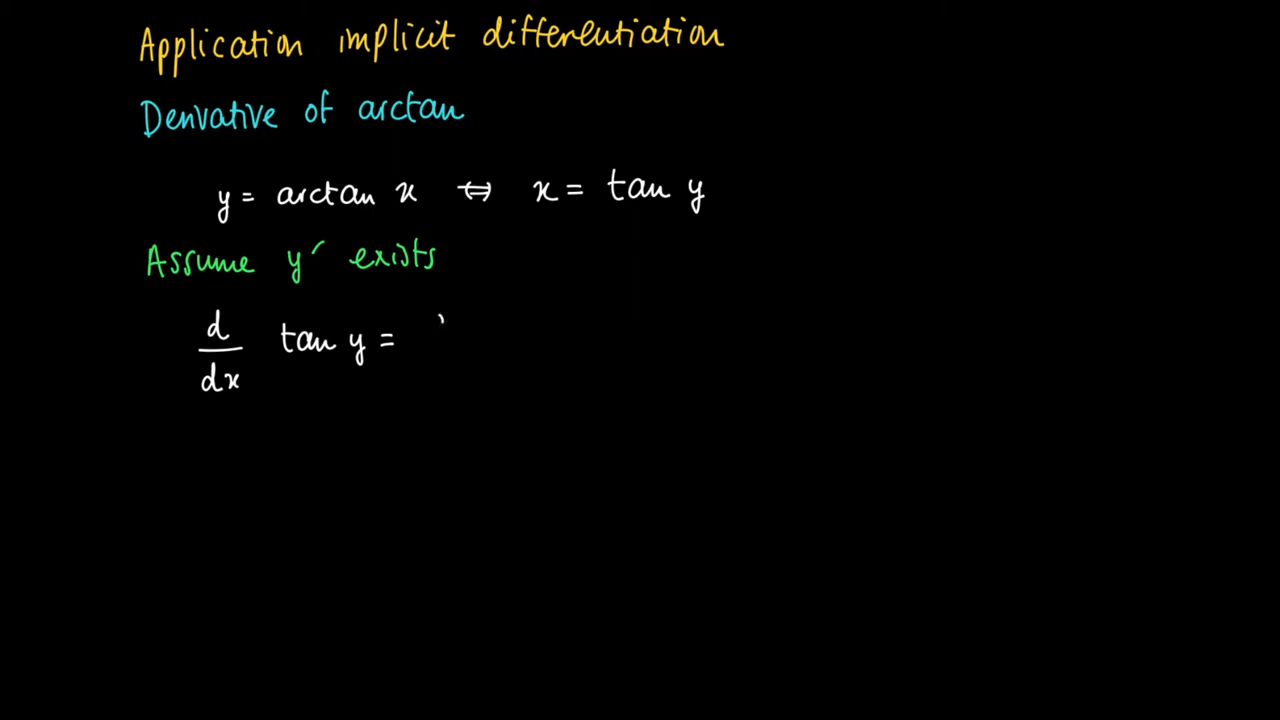 Application implicit differentiation
Derivative of arctan
y = arctan x ⇔ x = tan y
Assume y′ exists
d/dx tan y =